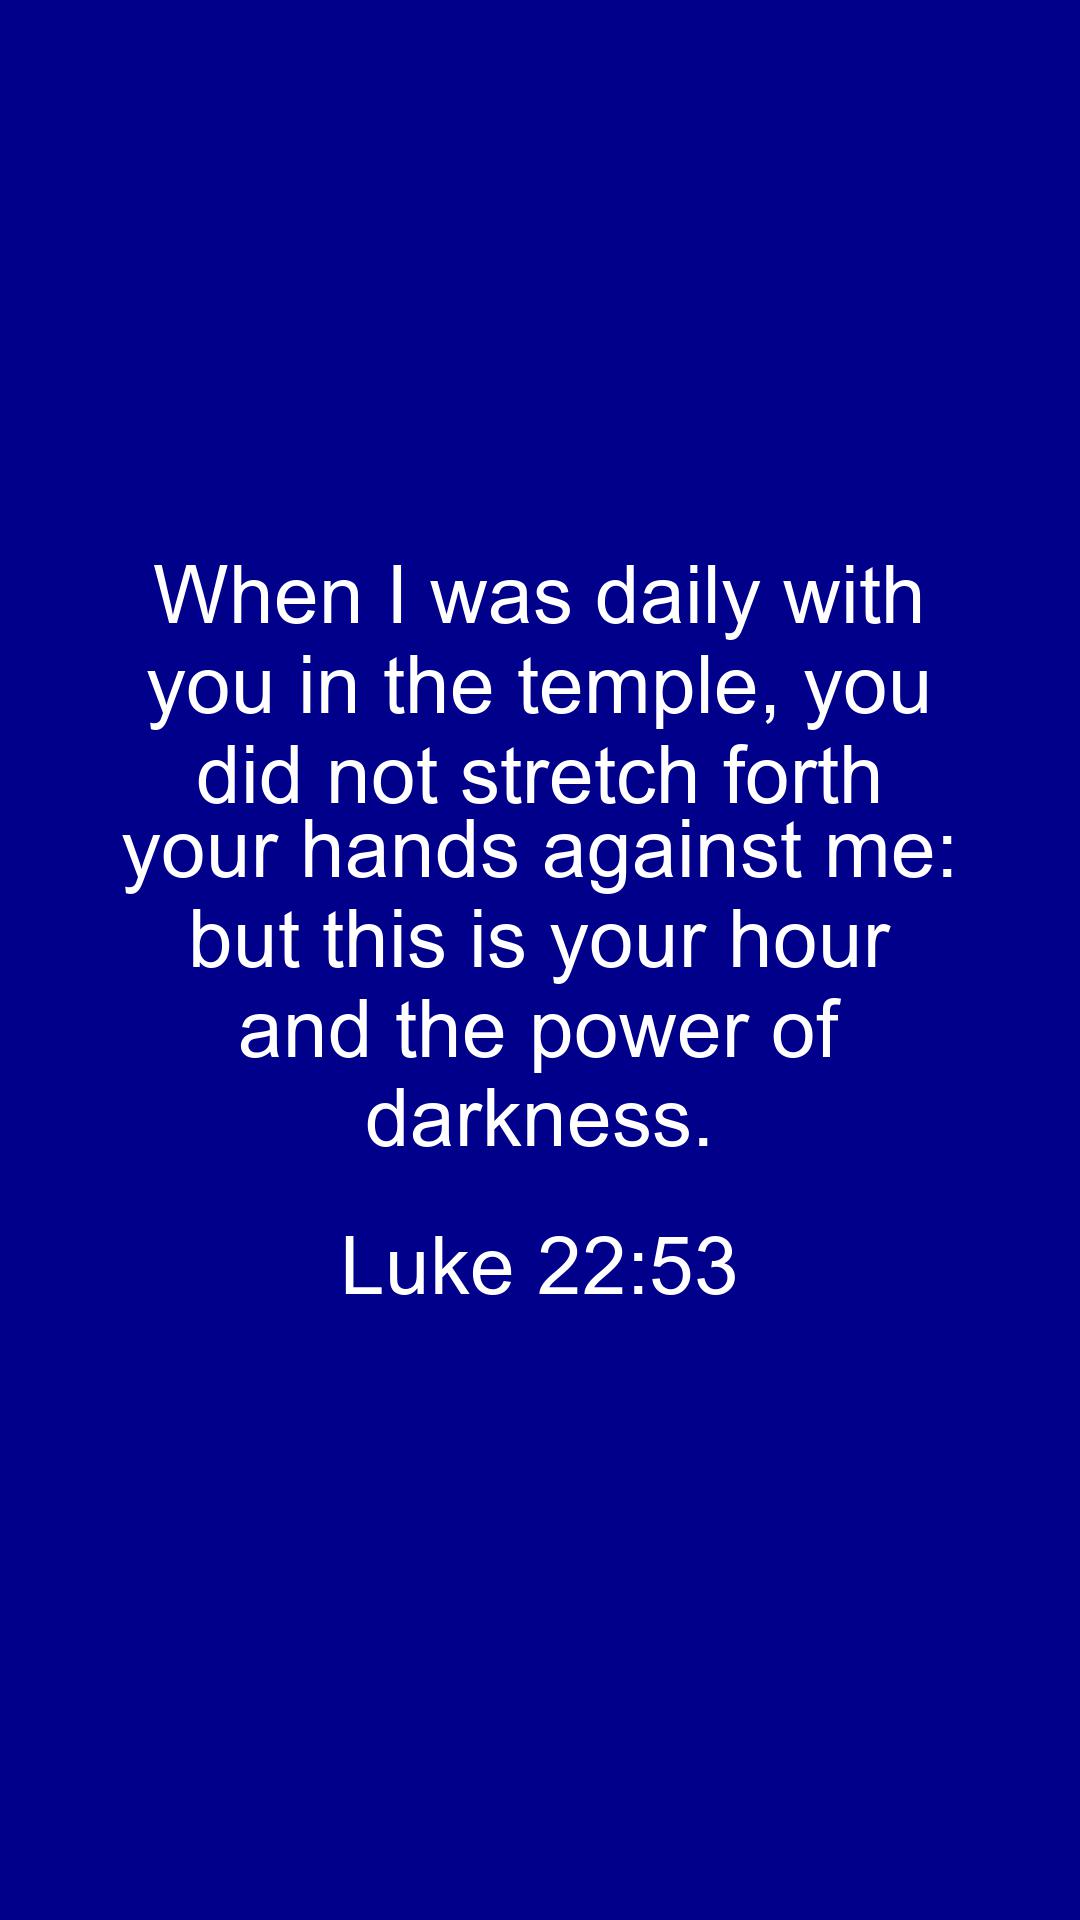 When I was daily with
you in the temple, you
did not stretch forth
your hands against me:
but this is your hour
and the power of
darkness.
Luke 22:53